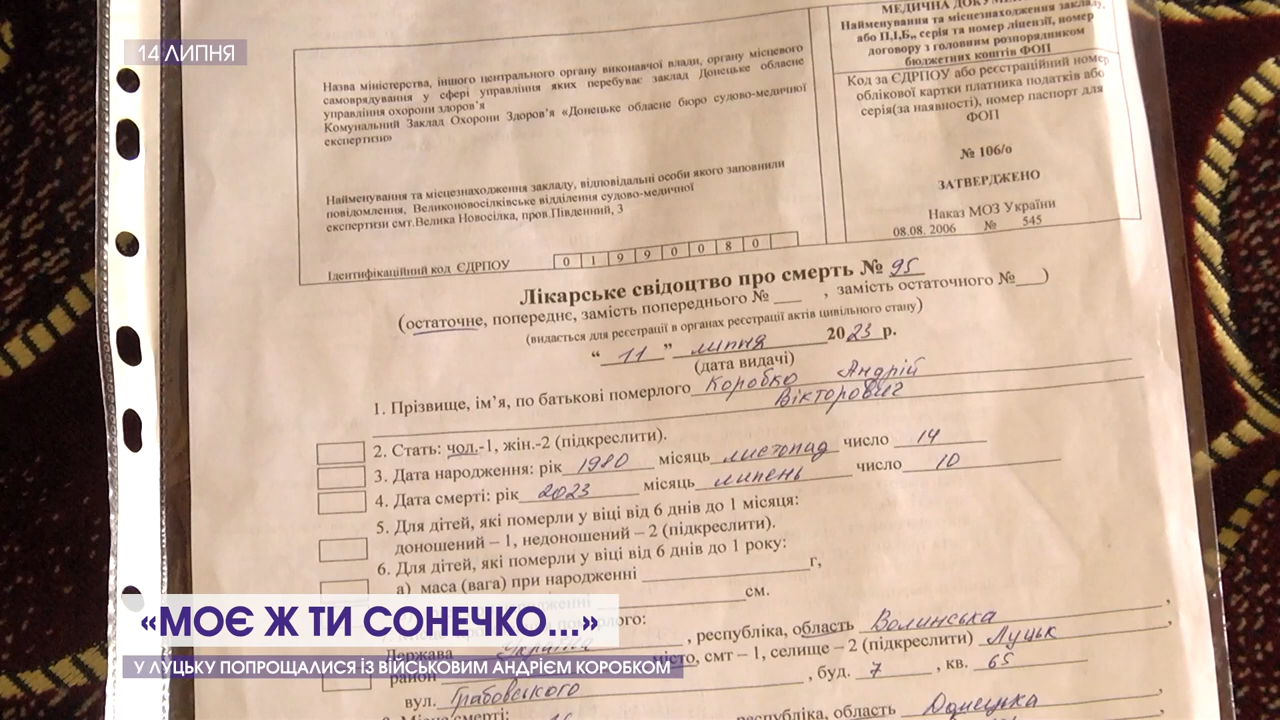 14 ЛИПНЯ
Назва міністерства, іншого центрального органу виконавчої влади, органу місцевого
самоврядування у сфері управління яких перебуває заклад Донецьке обласне
управління охорони здоров'я
Комунальний Заклад Охорони Здоров'я «Донецьке обласне бюро судово-медичної
експертизи»
Найменування та місцезнаходження закладу, відповідальні особи якого заповнили
повідомлення, Великоновосілківське відділення судово-медичної
експертизи смт.Велика Новосілка, пров.Південний, 3
Ідентифікаційний код ЄДРПОУ 0 1 9 9 0 0 8 0
МЕДИЧНА
Найменування та місцезнаходження закладу,
або П,І,Б,, серія та номер ліцензії, номер
договору з головним розпорядником
бюджетних коштів ФОП
Код за ЄДРПОУ або реєстраційний номер
облікової картки платника податків або
серія(за наявності), номер паспорт для
ФОП
№ 106/о
ЗАТВЕРДЖЕНО
Наказ МОЗ України
08.08. 2006 № 545
Лікарське свідоцтво про смерть № 95
(остаточне, попереднє, замість попереднього № ___ , замість остаточного №___)
(видається для реєстрації в органах реєстрації актів цивільного стану)
“ 11 ” липня 2023 р.
(дата видачі)
1. Прізвище, ім'я, по батькові померлого Коробко Андрій
Вікторович
2. Стать: чол.-1, жін.-2 (підкреслити).
3. Дата народження: рік 1980 місяць листопад число 14
4. Дата смерті: рік 2023 місяць липень число 10
5. Для дітей, які померли у віці від 6 днів до 1 місяця:
доношений – 1, недоношений – 2 (підкреслити).
6. Для дітей, які померли у віці від 6 днів до 1 року:
а) маса (вага) при народженні ___ г,
см.
«МОЄ Ж ТИ СОНЕЧКО...»
Держава Україна , республіка, область Волинська ,
район місто, смт – 1, селище – 2 (підкреслити) Луцьк ,
У ЛУЦЬКУ ПОПРОЩАЛИСЯ ІЗ ВІЙСЬКОВИМ АНДРІЄМ КОРОБКОМ
вул. Грабовського , буд. 7 , кв. 65
республіка, область Донецька ,